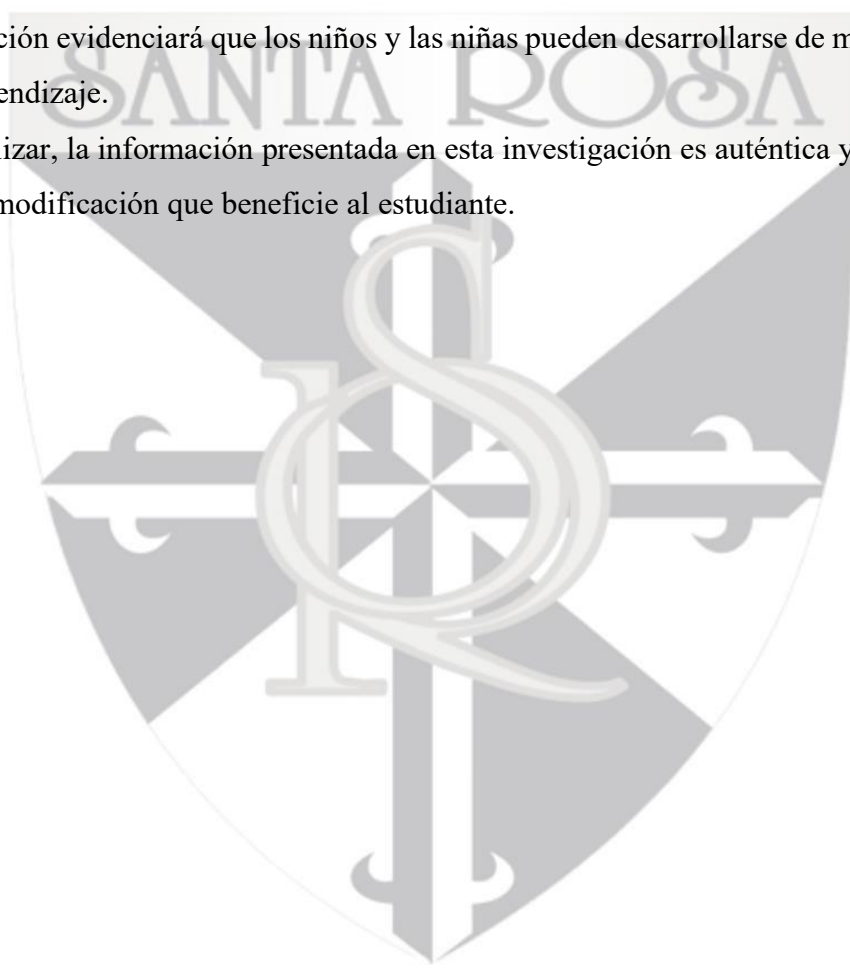 ción evidenciará que los niños y las niñas pueden desarrollarse de m
SANTA ROSA
endizaje.
lizar, la información presentada en esta investigación es auténtica y
modificación que beneficie al estudiante.